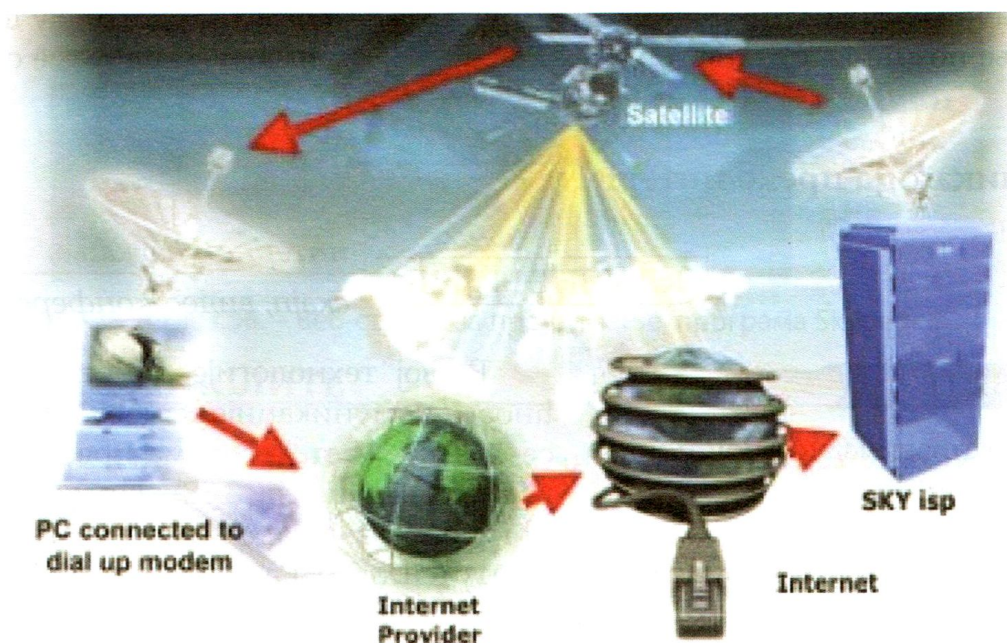 Satellite
SKY isp
PC connected to
dial up modem
Internet
Internet
Provider